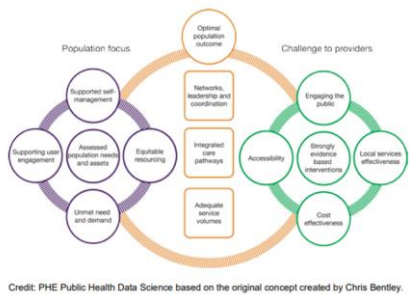 Optimal
population
outcome
Population focus
Challenge to providers
Supported self-
management
Networks,
leadership and
coordination
Engaging the
public
Supporting user
engagement
Assessed
population needs
and assets
Equitable
resourcing
Integrated
care
pathways
Accessibility
Strongly
evidence
based
interventions
Local services
effectiveness
Unmet need
and demand
Adequate
service
volumes
Cost
effectiveness
Credit: PHE Public Health Data Science based on the original concept created by Chris Bentley.